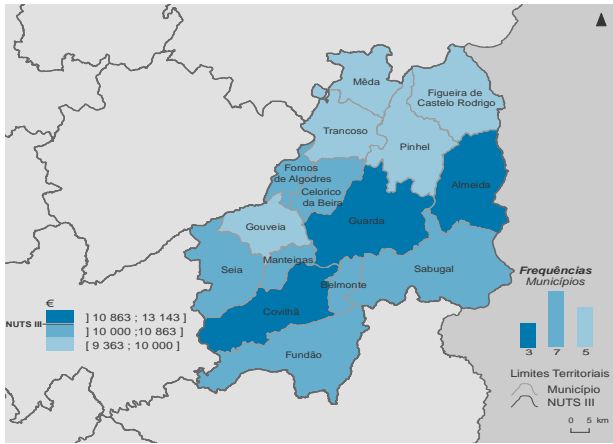 Mêda
Figueira de
Castelo Rodrigo
Trancoso
Pinhel
Fornos
de Algodres
Celorico
da Beira
Almeida
Guarda
Gouveia
Seia
Manteigas
Sabugal
Belmonte
Covilhã
Fundão
€
NUTS III
] 10 863 ; 13 143 ]
] 10 000 ;10 863 ]
[ 9 363 ; 10 000 ]
Frequências
Municípios
3 7 5
Limites Territoriais
Município
NUTS III
0 5 km